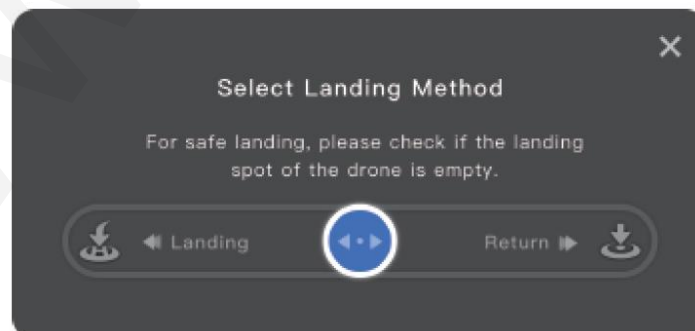 Select Landing Method
For safe landing, please check if the landing
spot of the drone is empty.
Landing
Return